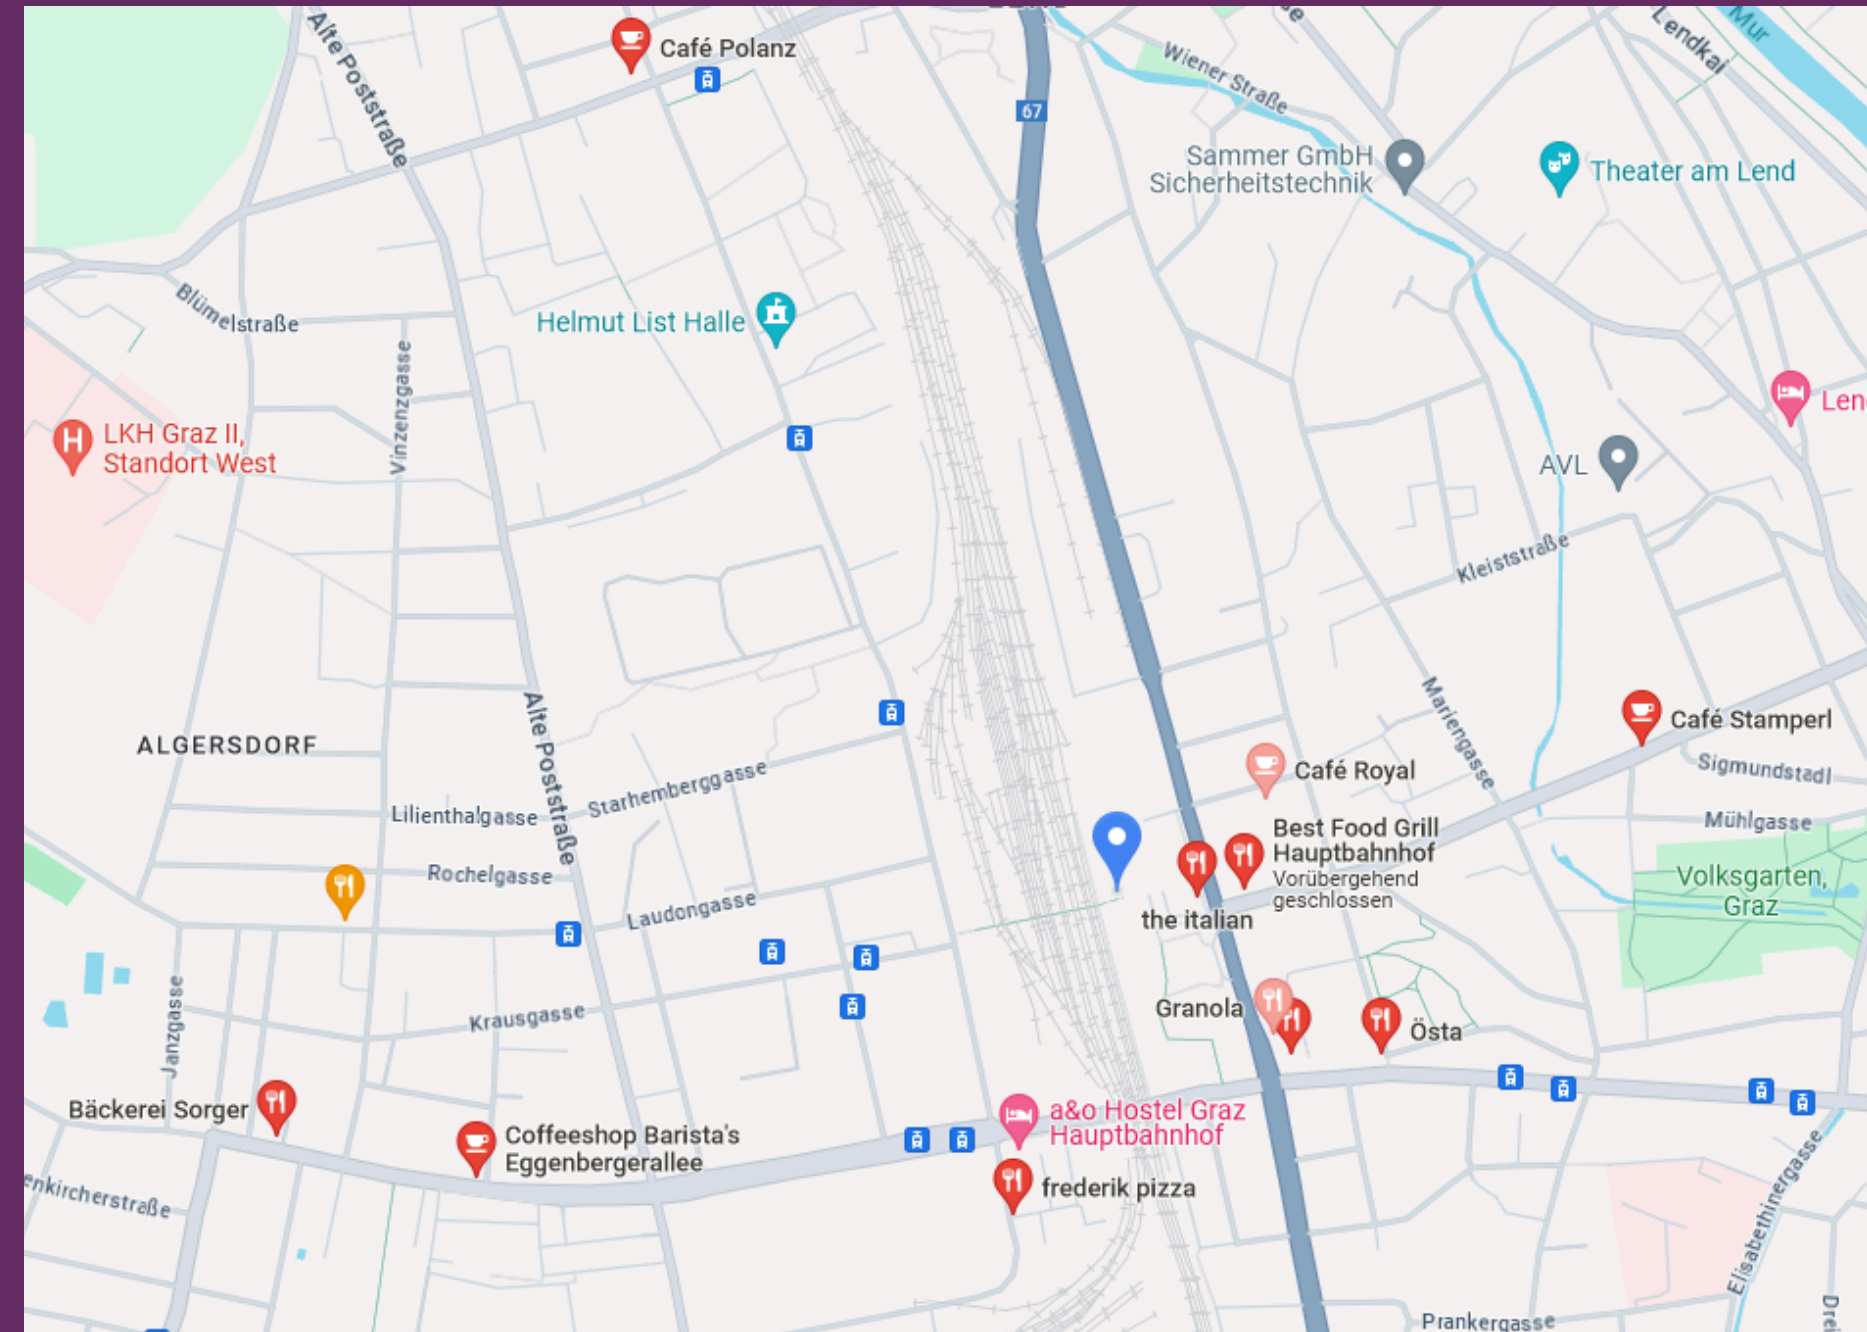 Alte Poststraße
Café Polanz
67
Wiener Straße
Lendkai
Mur
Sammer GmbH
Sicherheitstechnik
Theater am Lend
Blümelstraße
Helmut List Halle
Vinzenzgasse
LKH Graz II,
Standort West
AVL
Kleiststraße
Mariengasse
Alte Poststraße
ALGERSDORF
Café Stamperl
Sigmundstadl
Café Royal
Starhemberggasse
Lilienthalgasse
Mühlgasse
Best Food Grill
Hauptbahnhof
Vorübergehend
geschlossen
Rochelgasse
Volksgarten,
Graz
Laudongasse
the italian
Krausgasse
Janzgasse
Granola
Östa
Bäckerei Sorger
a&o Hostel Graz
Hauptbahnhof
Coffeeshop Barista's
Eggenbergerallee
frederik pizza
enkircherstraße
Elisabethinergasse
Prankergasse
H